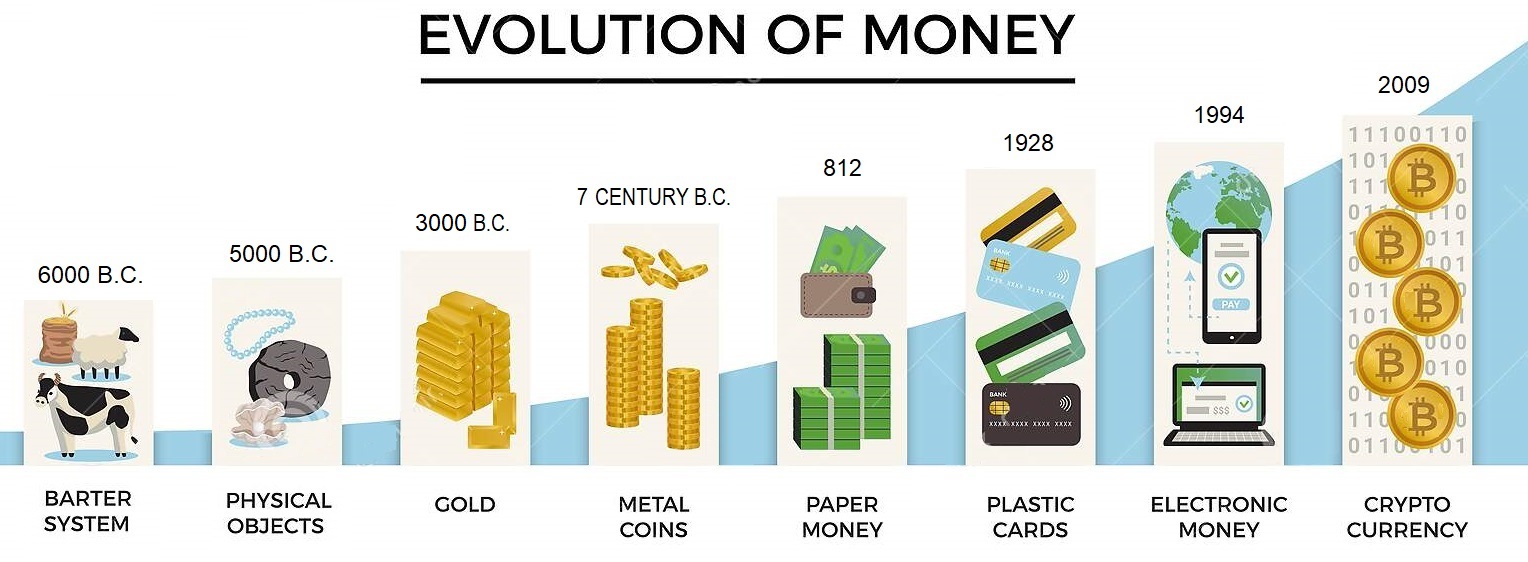 EVOLUTION OF MONEY
6000 B.C.
5000 B.C.
3000 B.C.
7 CENTURY B.C.
812
1928
1994
2009
BANK
XXXX XXXX XXXX XXXX
BANK
XXXX XXXX XXXX XXXX
PAY
$$$
11100110
BARTER
SYSTEM
PHYSICAL
OBJECTS
GOLD
METAL
COINS
PAPER
MONEY
PLASTIC
CARDS
ELECTRONIC
MONEY
CRYPTO
CURRENCY